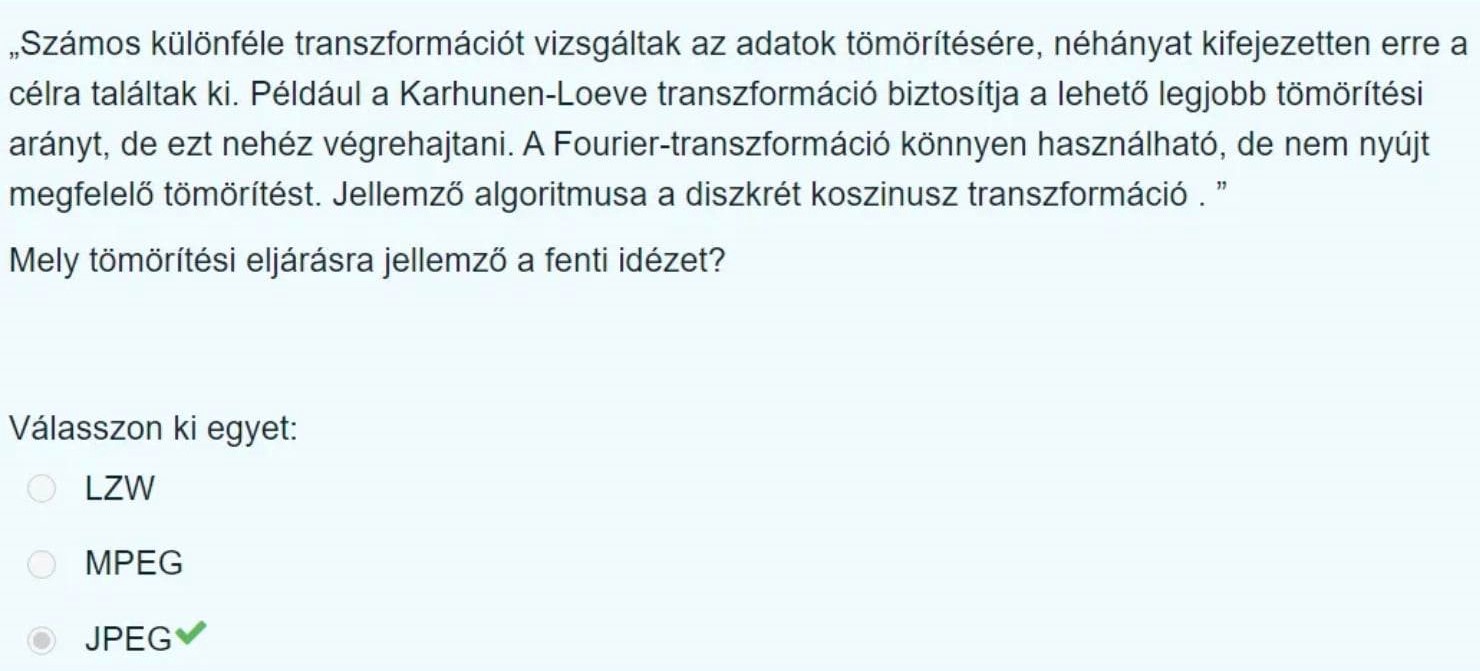 „Számos különféle transzformációt vizsgáltak az adatok tömörítésére, néhányat kifejezetten erre a
célra találtak ki. Például a Karhunen-Loeve transzformáció biztosítja a lehető legjobb tömörítési
arányt, de ezt nehéz végrehajtani. A Fourier-transzformáció könnyen használható, de nem nyújt
megfelelő tömörítést. Jellemző algoritmusa a diszkrét koszinusz transzformáció . ”
Mely tömörítési eljárásra jellemző a fenti idézet?
Válasszon ki egyet:
LZW
MPEG
JPEG